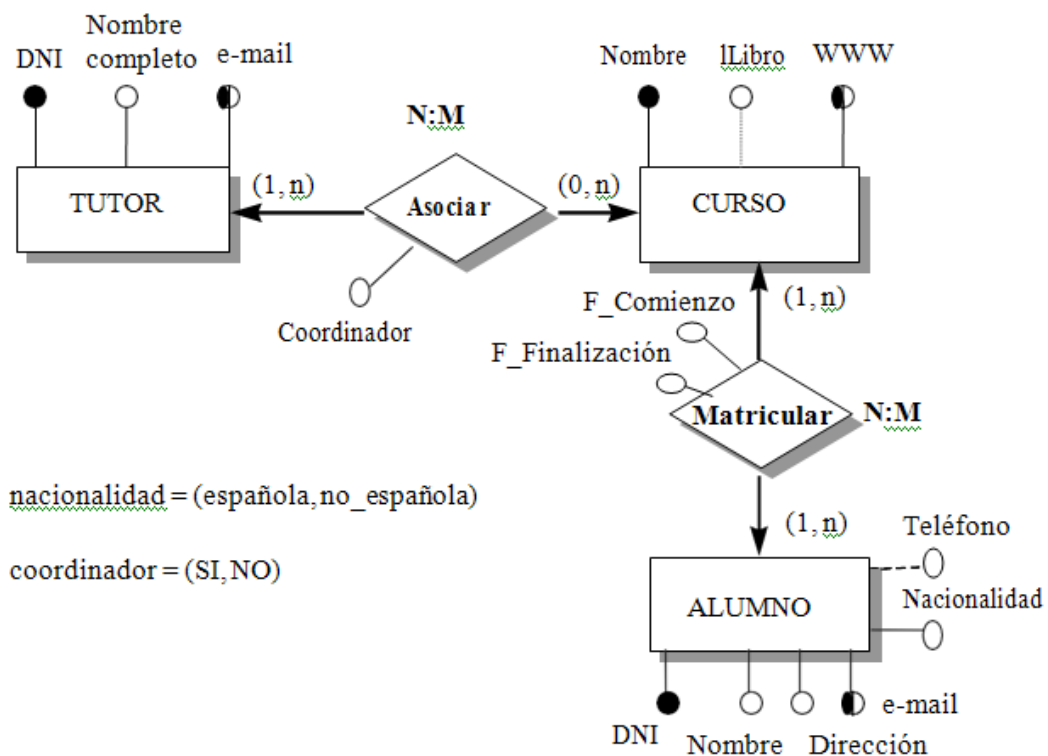 Nombre
completo
DNI
e-mail
Nombre
lLibro
WWW
N:M
TUTOR
(1,n)
Asociar
(0,n)
CURSO
Coordinador
F_Comienzo
(1,n)
F_Finalización
Matricular
N:M
nacionalidad = (española,no_española)
(1,n)
Teléfono
coordinador = (SI,NO)
ALUMNO
Nacionalidad
e-mail
DNI
Nombre
Dirección